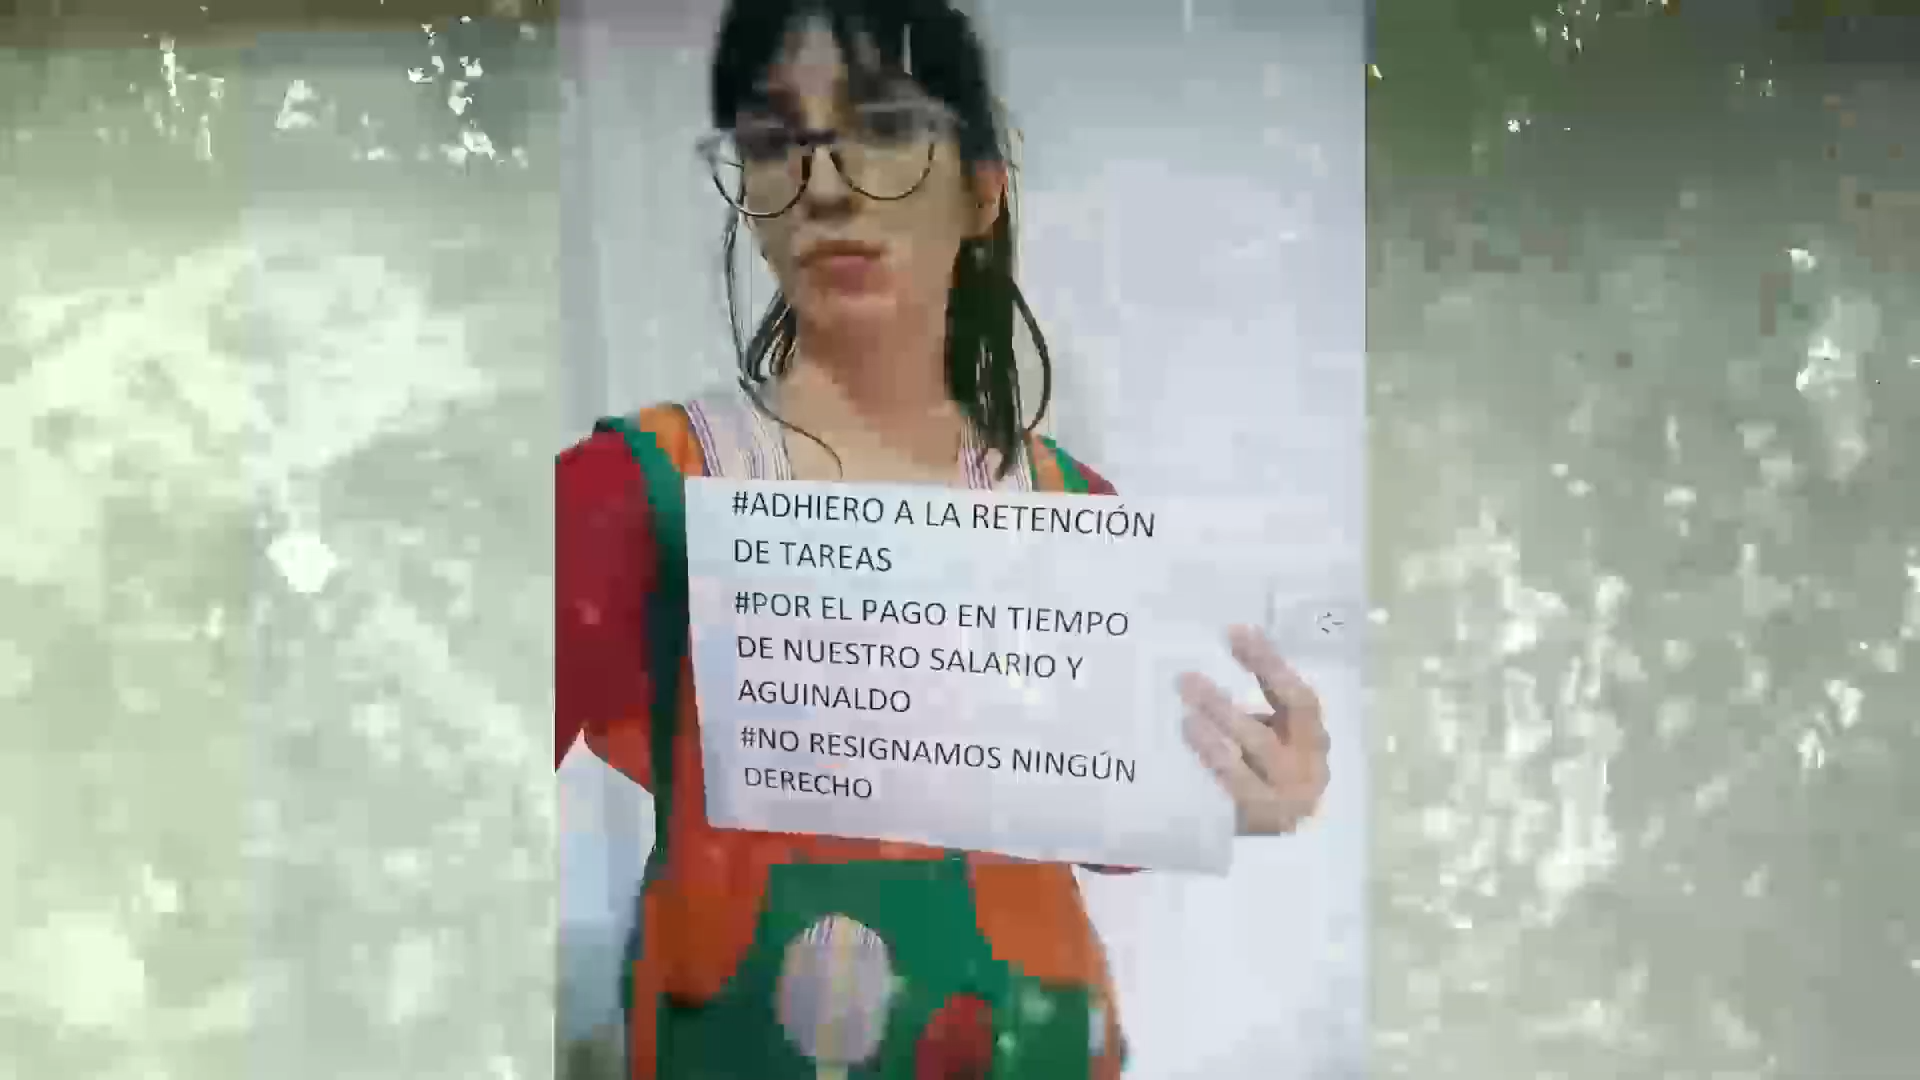 #ADHIERO A LA RETENCIÓN
DE TAREAS
#POR EL PAGO EN TIEMPO
DE NUESTRO SALARIO Y
AGUINALDO
#NO RESIGNAMOS NINGÚN
DERECHO